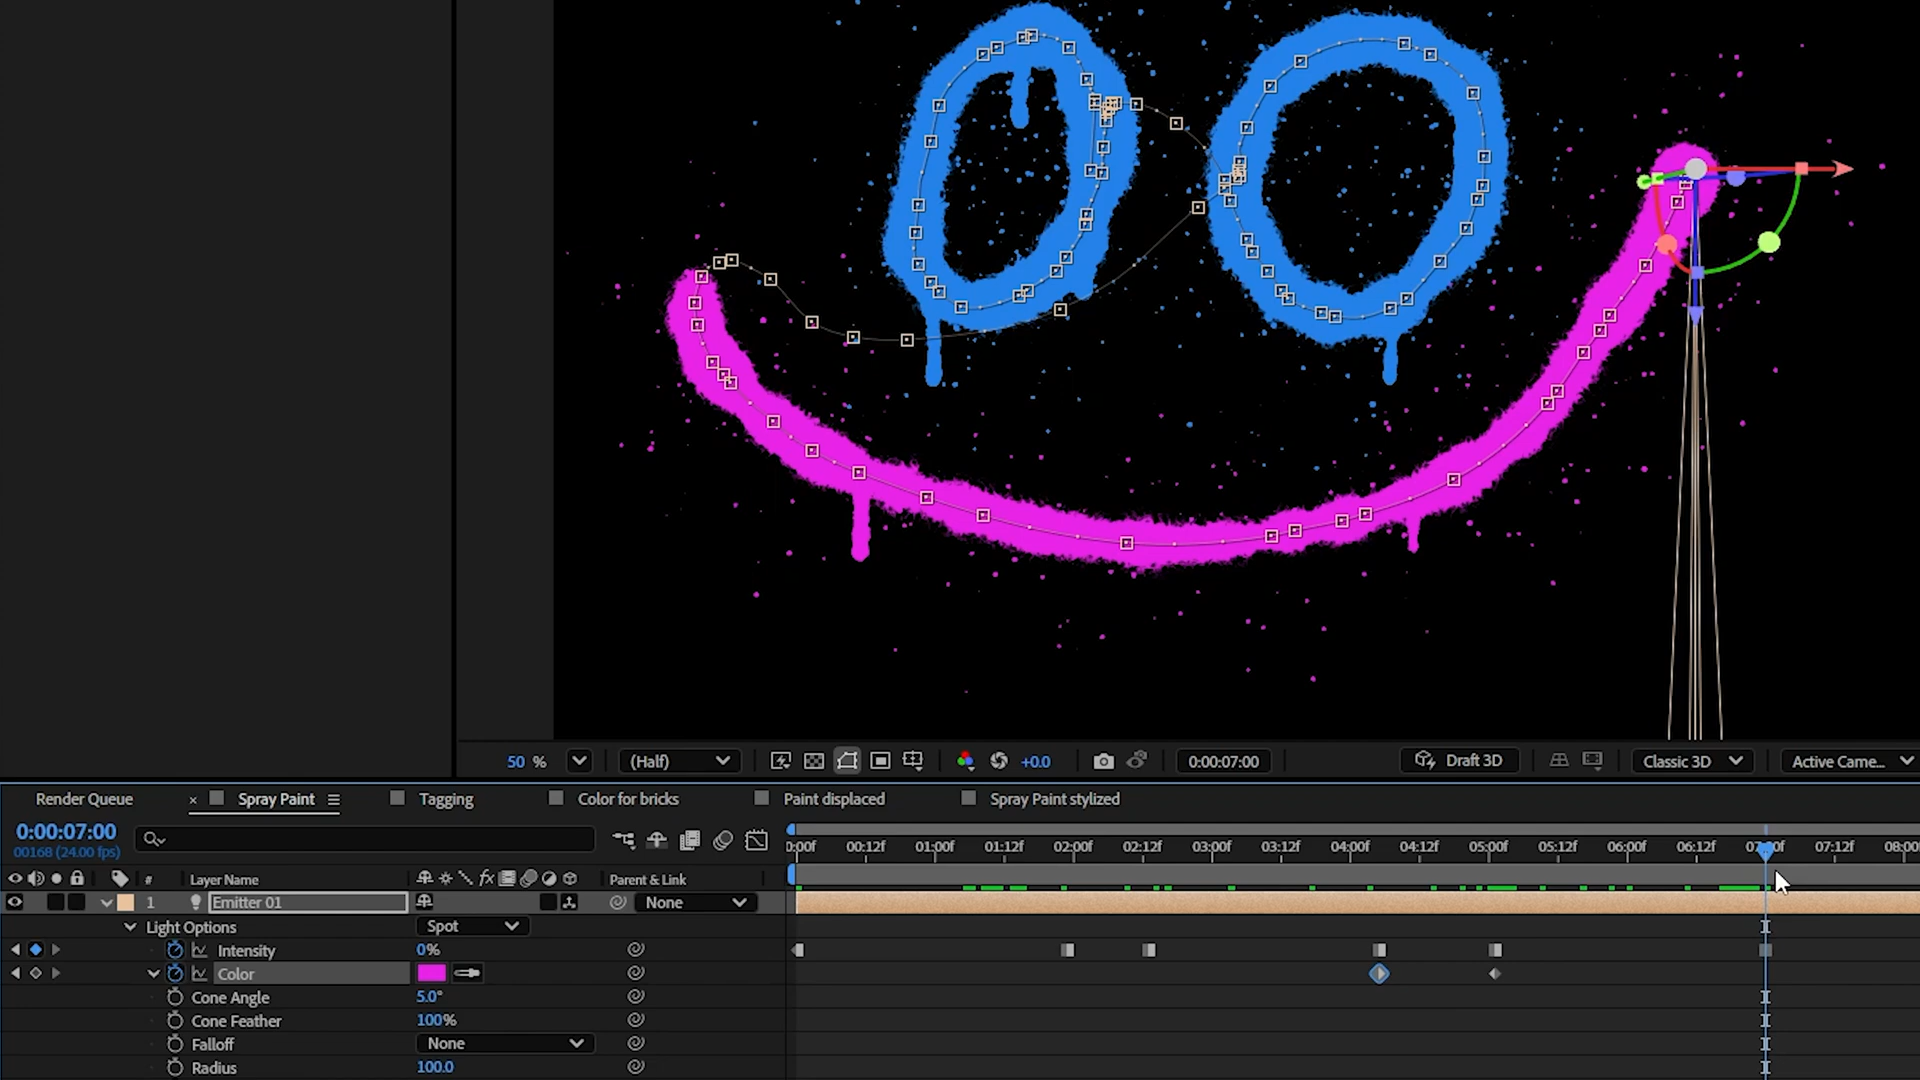 50 %
(Half)
+0.0
0:00:07:00
Draft 3D
Classic 3D
Active Came...
Render Queue
× Spray Paint
Tagging
Color for bricks
Paint displaced
Spray Paint stylized
0:00:07:00
00168 (24.00 fps)
0:00f 00:12f 01:00f 01:12f 02:00f 02:12f 03:00f 03:12f 04:00f 04:12f 05:00f 05:12f 06:00f 06:12f 07:00f 07:12f 08:00
# Layer Name fx Parent & Link
1 Emitter 01 None
Light Options Spot
Intensity 0%
Color
Cone Angle 5.0°
Cone Feather 100%
Falloff None
Radius 100.0